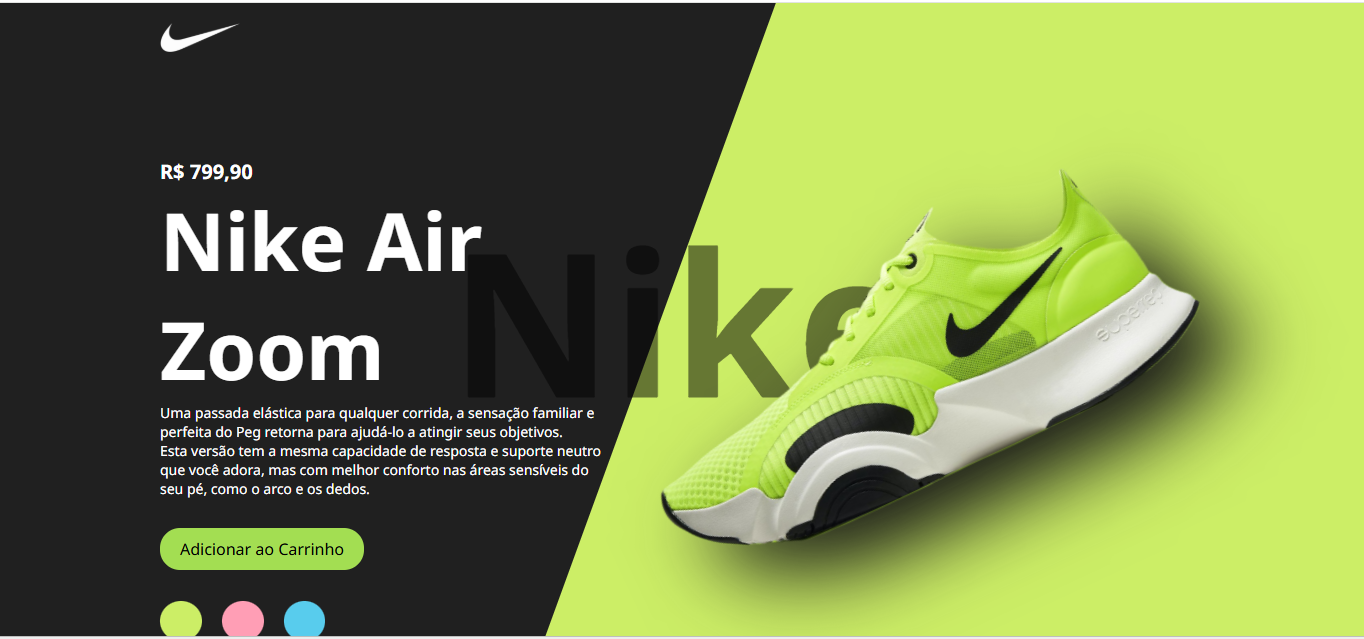 R$ 799,90
Nike Air
Zoom
Nike
Uma passada elástica para qualquer corrida, a sensação familiar e
perfeita do Peg retorna para ajudá-lo a atingir seus objetivos.
Esta versão tem a mesma capacidade de resposta e suporte neutro
que você adora, mas com melhor conforto nas áreas sensíveis do
seu pé, como o arco e os dedos.
Adicionar ao Carrinho
superrep